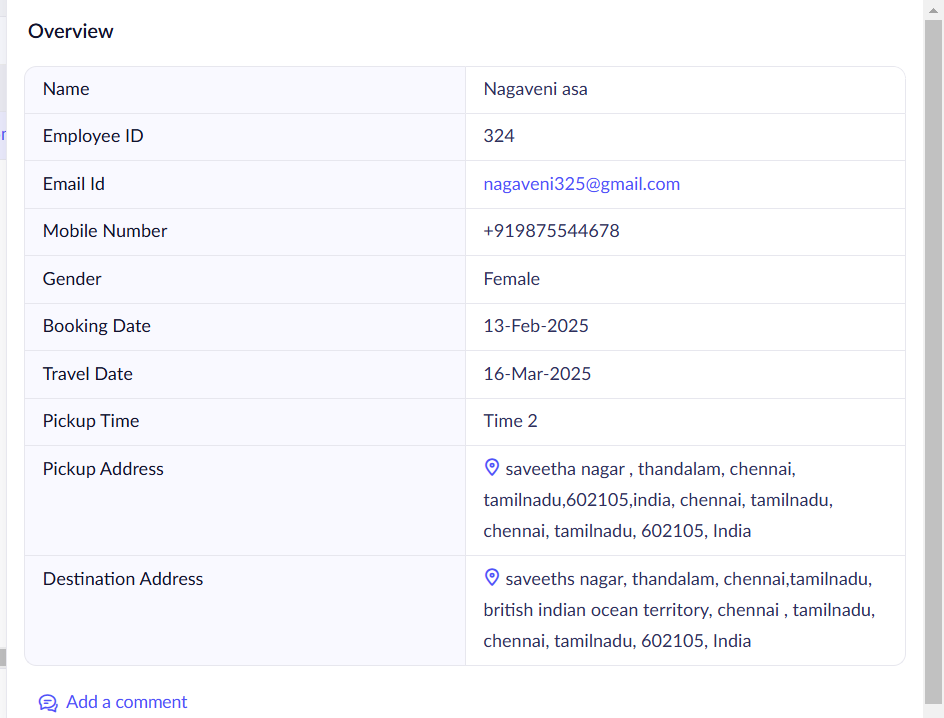 Overview
Name Nagaveni asa
Employee ID 324
Email Id nagaveni325@gmail.com
Mobile Number +919875544678
Gender Female
Booking Date 13-Feb-2025
Travel Date 16-Mar-2025
Pickup Time Time 2
Pickup Address saveetha nagar , thandalam, chennai,
tamilnadu,602105,india, chennai, tamilnadu,
chennai, tamilnadu, 602105, India
Destination Address saveeths nagar, thandalam, chennai,tamilnadu,
british indian ocean territory, chennai , tamilnadu,
chennai, tamilnadu, 602105, India
Add a comment